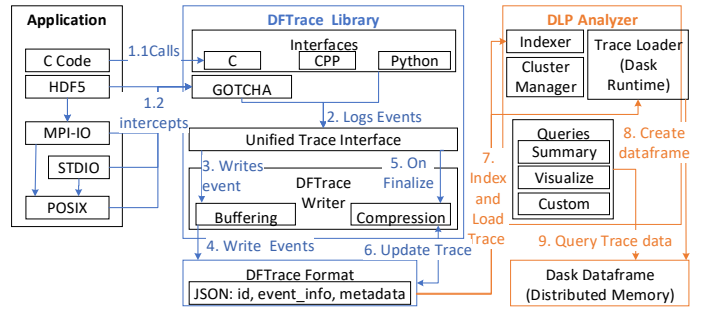 Application
C Code
HDF5
MPI-IO
STDIO
POSIX
1.1Calls
1.2
intercepts
DFTrace Library
Interfaces
C
CPP
Python
GOTCHA
2. Logs Events
Unified Trace Interface
3. Writes
event
5. On
Finalize
DFTrace
Writer
Buffering
Compression
4. Write Events
6. Update Trace
DFTrace Format
JSON: id, event_info, metadata
7.
Index
and
Load
Trace
DLP Analyzer
Indexer
Cluster
Manager
Trace Loader
(Dask
Runtime)
Queries
Summary
Visualize
Custom
8. Create
dataframe
9. Query Trace data
Dask Dataframe
(Distributed Memory)